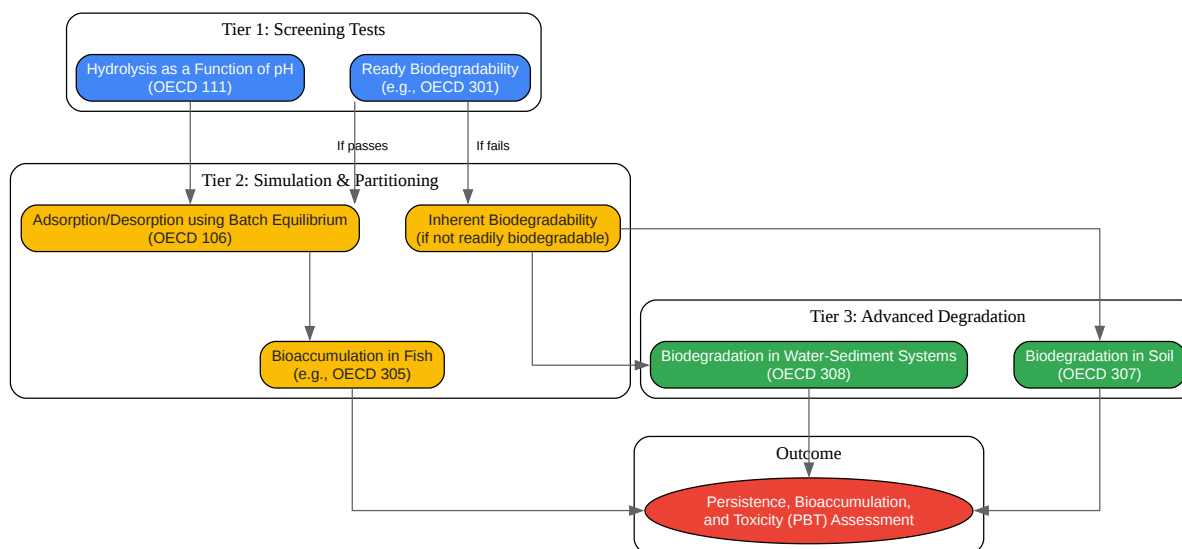 Tier 1: Screening Tests
Hydrolysis as a Function of pH
(OECD 111)
Ready Biodegradability
(e.g., OECD 301)
If passes
If fails
Tier 2: Simulation & Partitioning
Adsorption/Desorption using Batch Equilibrium
(OECD 106)
Inherent Biodegradability
(if not readily biodegradable)
Bioaccumulation in Fish
(e.g., OECD 305)
Tier 3: Advanced Degradation
Biodegradation in Water-Sediment Systems
(OECD 308)
Biodegradation in Soil
(OECD 307)
Outcome
Persistence, Bioaccumulation,
and Toxicity (PBT) Assessment